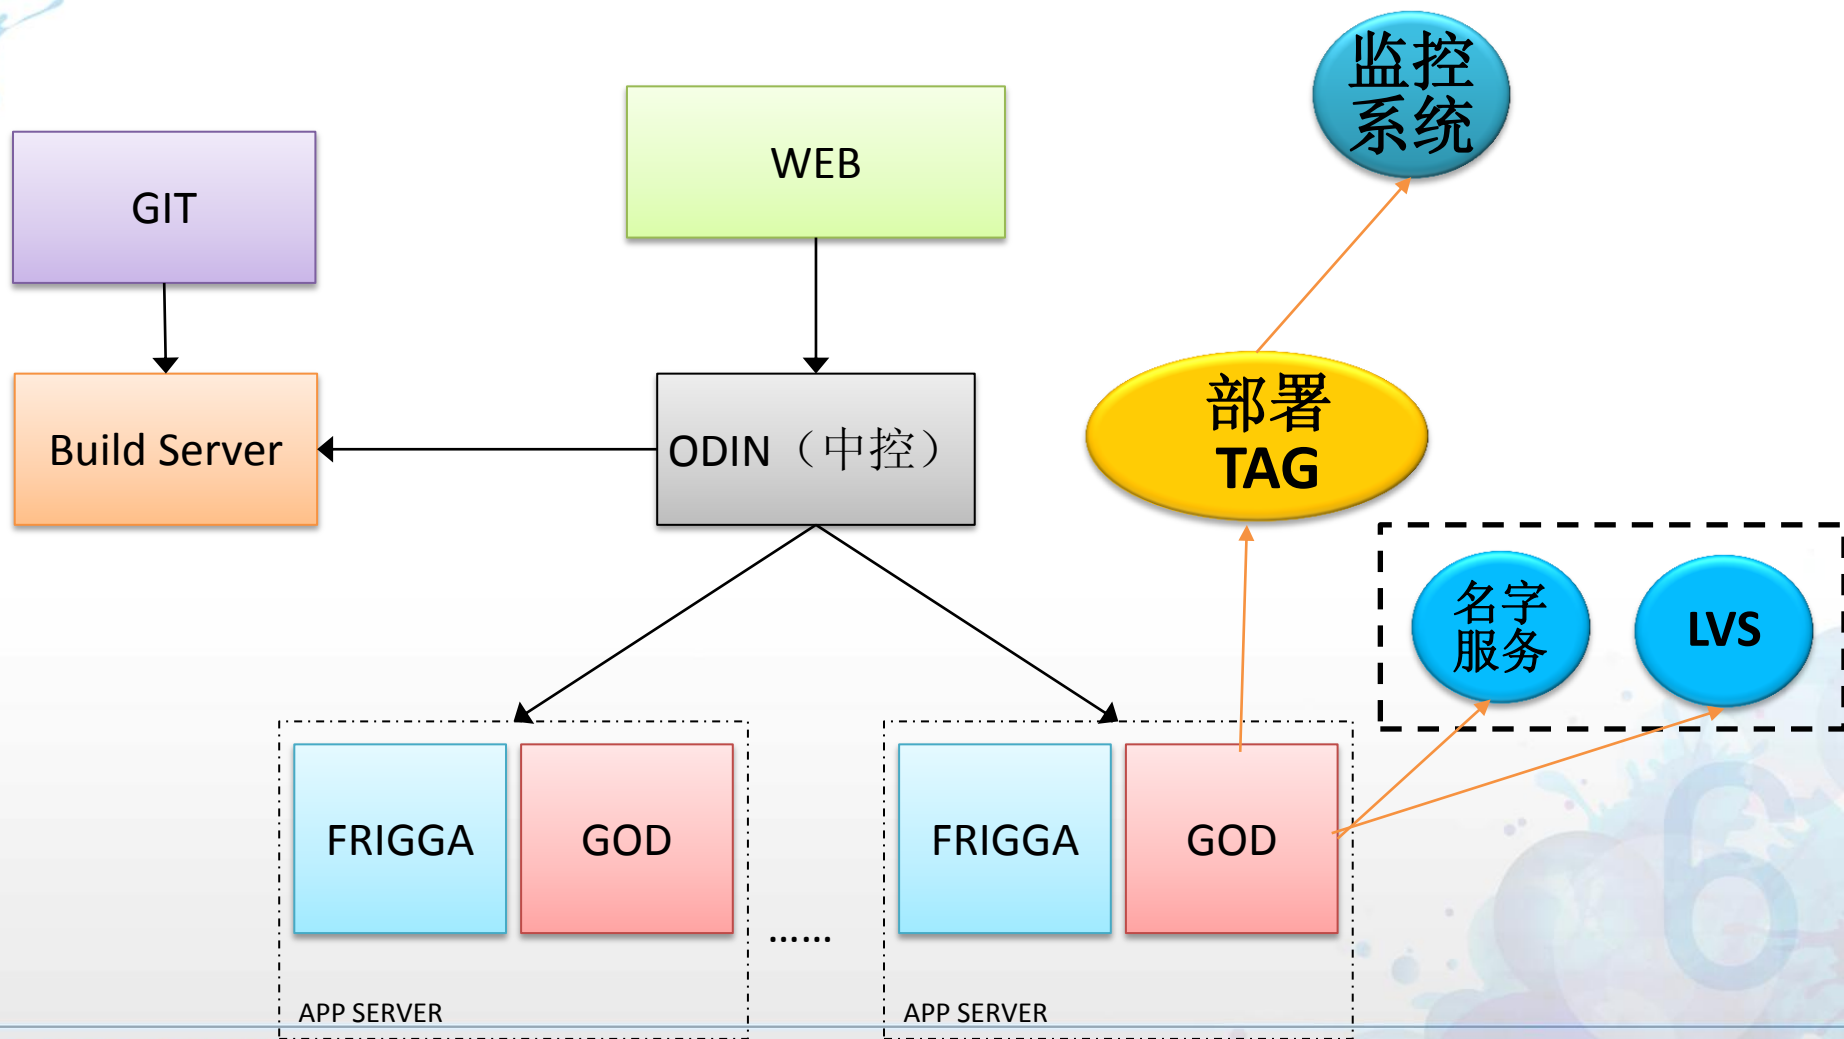 监控
系统
WEB
GIT
部署
TAG
Build Server
ODIN（中控）
名字
服务
LVS
FRIGGA
GOD
......
FRIGGA
GOD
APP SERVER
APP SERVER
6